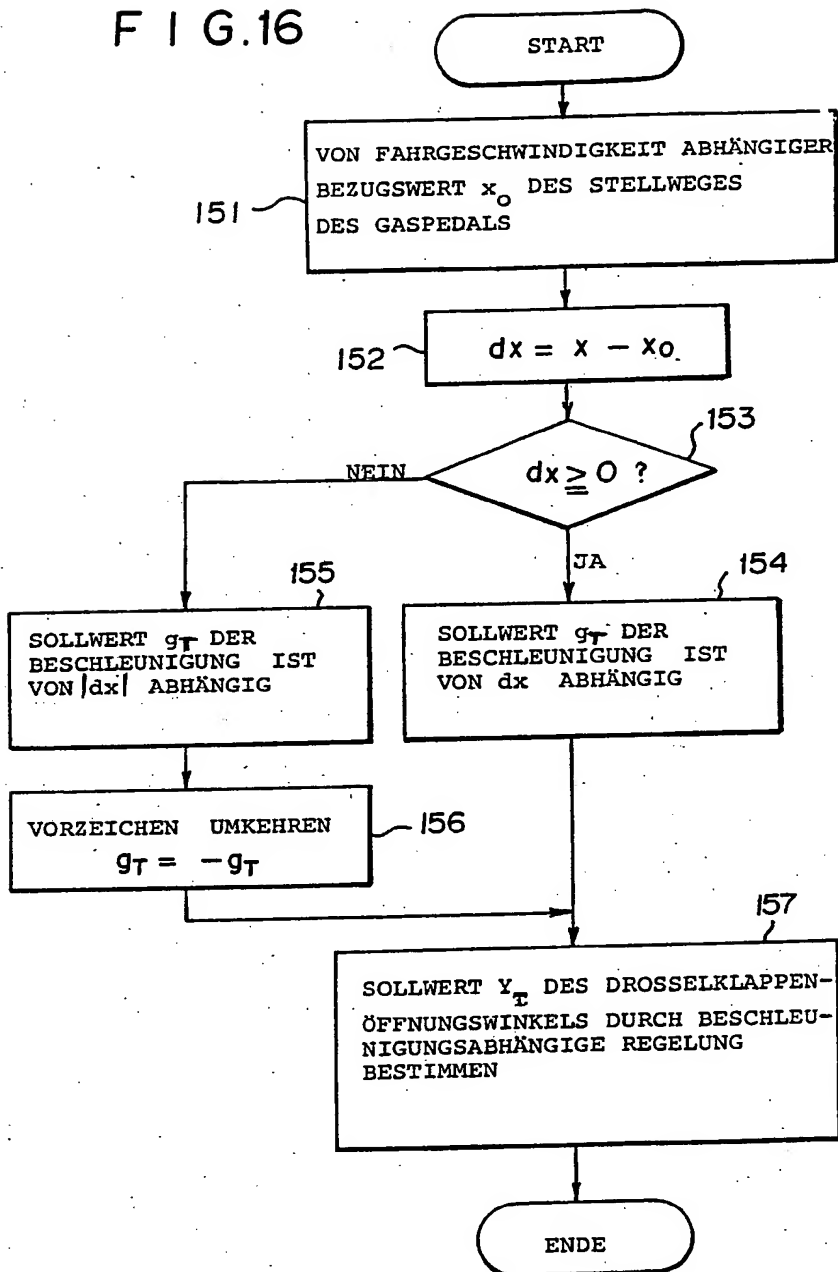 F I G.16
START
151
VON FAHRGESCHWINDIGKEIT ABHÄNGIGER
BEZUGSWERT x₀ DES STELLWEGES
DES GASPEDALS
152
dx = x − x₀.
153
dx ≧ 0 ?
NEIN
JA
155
SOLLWERT g_T DER
BESCHLEUNIGUNG IST
VON |dx| ABHÄNGIG
154
SOLLWERT g_T DER
BESCHLEUNIGUNG IST
VON dx ABHÄNGIG
VORZEICHEN UMKEHREN
g_T = −g_T
156
157
SOLLWERT Y_T DES DROSSELKLAPPEN-
ÖFFNUNGSWINKELS DURCH BESCHLEU-
NIGUNGSABHÄNGIGE REGELUNG
BESTIMMEN
ENDE